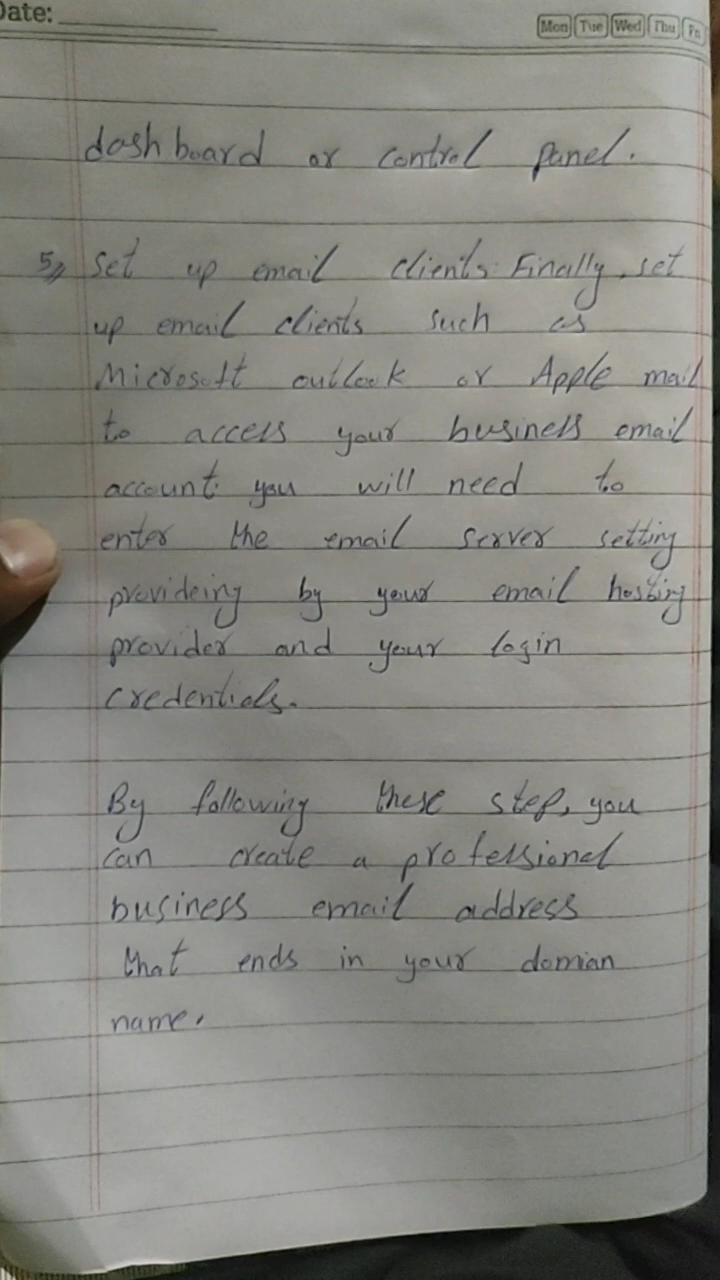 Date:
Mon Tue Wed Thu Fri
dashboard or control panel.
5) Set up email clients: Finally, set
up email clients such as
Microsoft outlook or Apple mail
to access your business email
account. you will need to
enter the email server setting
provideing by your email hosting
provider and your login
credentials.
By following these step, you
can create a professional
business email address
that ends in your domian
name.